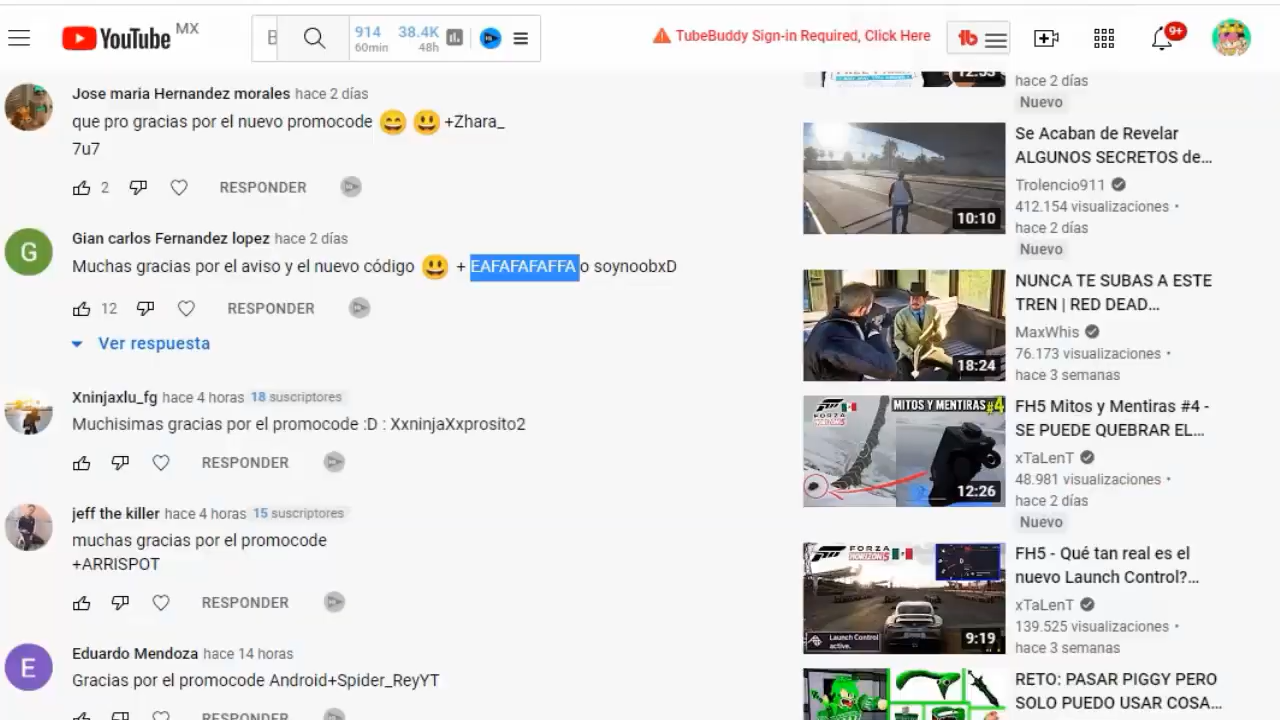 YouTube MX
914 60min
38.4K 48h
TubeBuddy Sign-in Required, Click Here
tb
9+
Jose maria Hernández morales hace 2 días
que pro gracias por el nuevo promocode 😄 😃 +Zhara_
7u7
2 RESPONDER
G
Gian carlos Fernandez lopez hace 2 días
Muchas gracias por el aviso y el nuevo código 😃 + EAFAFAFAFFA o soynoobxD
12 RESPONDER
Ver respuesta
Xninjaxlu_fg hace 4 horas 18 suscriptores
Muchisimas gracias por el promocode :D : XxninjaXxprosito2
RESPONDER
jeff the killer hace 4 horas 15 suscriptores
muchas gracias por el promocode
+ARRISPOT
RESPONDER
E
hace 14 horas
Gracias por el promocode Android+Spider_ReyYT
RESPONDER
12:33
hace 2 días
Nuevo
10:10
Se Acaban de Revelar
ALGUNOS SECRETOS de...
Trolencio911
412.154 visualizaciones •
hace 2 días
Nuevo
18:24
NUNCA TE SUBAS A ESTE
TREN | RED DEAD...
MaxWhis
76.173 visualizaciones •
hace 3 semanas
FORZA
MITOS Y MENTIRAS #4
12:26
FH5 Mitos y Mentiras #4 -
SE PUEDE QUEBRAR EL...
xTaLenT
48.981 visualizaciones •
hace 2 días
Nuevo
FORZA
HORIZON 5
Launch Control
active.
9:19
FH5 - Qué tan real es el
nuevo Launch Control?...
xTaLenT
139.525 visualizaciones •
hace 3 semanas
RETO: PASAR PIGGY PERO
SOLO PUEDO USAR COSA...